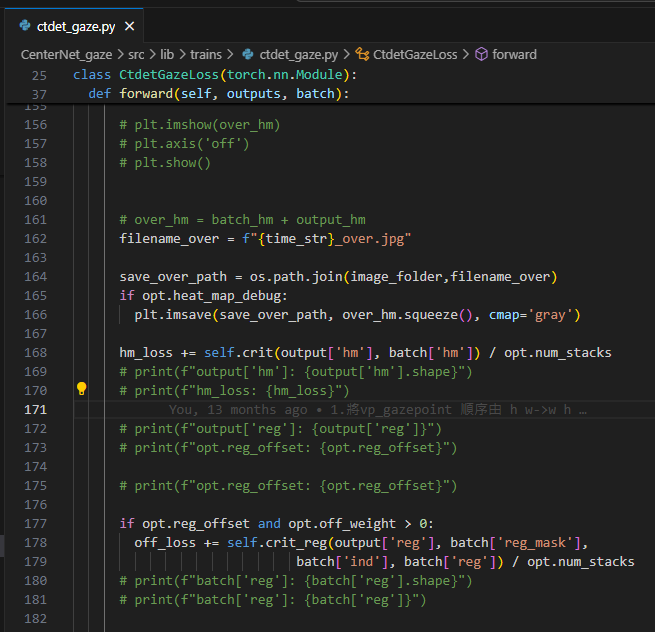 ctdet_gaze.py ×
CenterNet_gaze > src > lib > trains > ctdet_gaze.py > CtdetGazeLoss > forward
25 class CtdetGazeLoss(torch.nn.Module):
37 def forward(self, outputs, batch):
155
156 # plt.imshow(over_hm)
157 # plt.axis('off')
158 # plt.show()
159
160
161 # over_hm = batch_hm + output_hm
162 filename_over = f"{time_str}_over.jpg"
163
164 save_over_path = os.path.join(image_folder,filename_over)
165 if opt.heat_map_debug:
166 plt.imsave(save_over_path, over_hm.squeeze(), cmap='gray')
167
168 hm_loss += self.crit(output['hm'], batch['hm']) / opt.num_stacks
169 # print(f"output['hm']: {output['hm'].shape}")
170 # print(f"hm_loss: {hm_loss}")
171 You, 13 months ago • 1.將vp_gazepoint 順序由 h w->w h …
172 # print(f"output['reg']: {output['reg']}")
173 # print(f"opt.reg_offset: {opt.reg_offset}")
174
175 # print(f"opt.reg_offset: {opt.reg_offset}")
176
177 if opt.reg_offset and opt.off_weight > 0:
178 off_loss += self.crit_reg(output['reg'], batch['reg_mask'],
179 batch['ind'], batch['reg']) / opt.num_stacks
180 # print(f"batch['reg']: {batch['reg'].shape}")
181 # print(f"batch['reg']: {batch['reg']}")
182